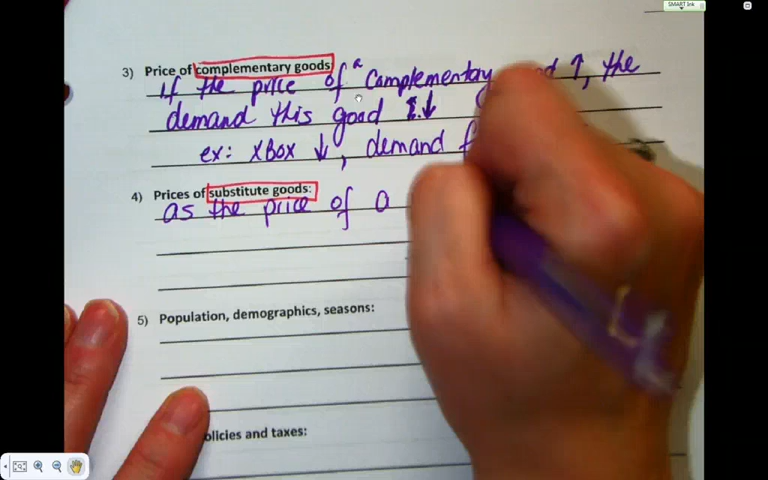 SMART Ink
3) Price of complementary goods
If the price of a complementary ↑, the
demand this good ↓
ex: XBOX ↓, demand
4) Prices of substitute goods:
as the price of a
5) Population, demographics, seasons:
olicies and taxes: